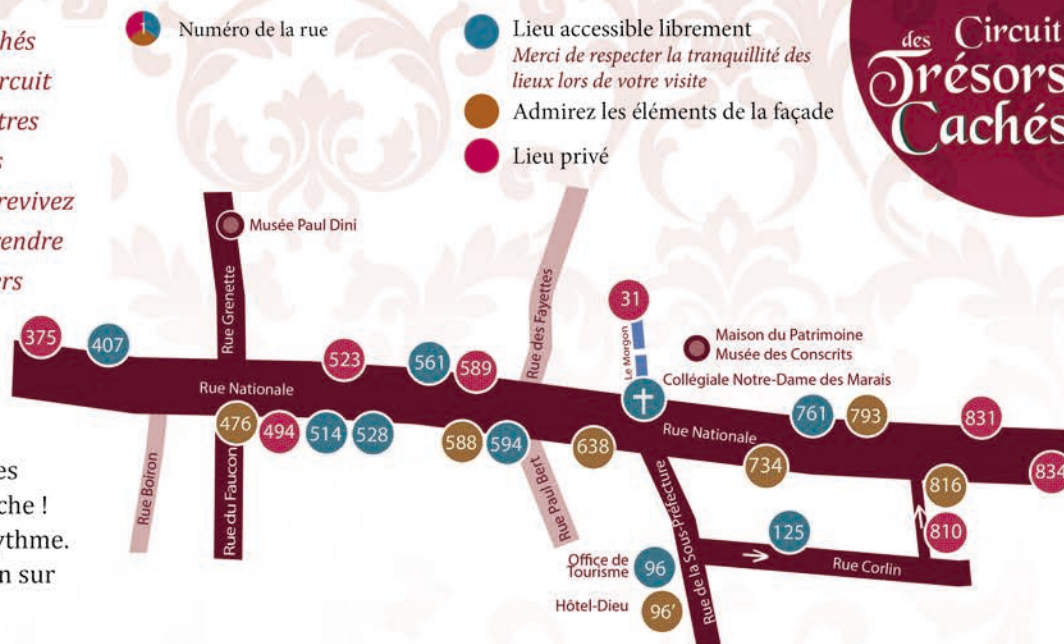 chés
rcuit
tres
s
revivez
rendre
ers
es
che !
ythme.
n sur
1
Numéro de la rue
Lieu accessible librement
Merci de respecter la tranquillité des
lieux lors de votre visite
Admirez les éléments de la façade
Lieu privé
Circuit
des
Trésors
Cachés
Musée Paul Dini
Rue Grenette
Rue des Fayettes
31
Le Morgon
Maison du Patrimoine
Musée des Conscrits
Collégiale Notre-Dame des Marais
375
407
523
561
589
761
793
831
Rue Nationale
Rue Nationale
476
494
514
528
588
594
638
734
816
834
810
Rue Boiron
Rue du Faucon
Rue Paul Bert
Rue de la Sous-Préfecture
125
Rue Corlin
Office de
Tourisme
96
Hôtel-Dieu
96’